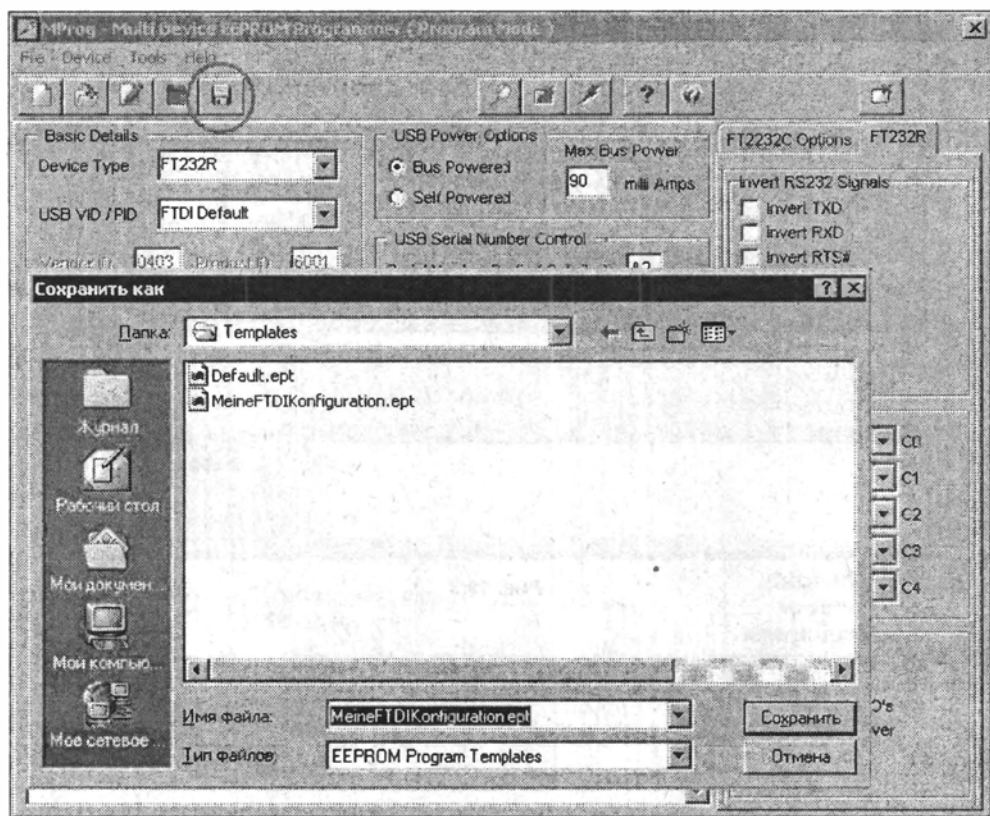 MProg - Multi Device EEPROM Programmer ( Program Mode )
File Device Tools Help
Basic Details
Device Type FT232R
USB VID / PID FTDI Default
Vendor ID 0403 Product ID 6001
USB Power Options
Bus Powered
Self Powered
Max Bus Power
90 milli Amps
USB Serial Number Control
FT2232C Options FT232R
Invert RS232 Signals
Invert TXD
Invert RXD
Invert RTS#
Сохранить как
Папка: Templates
Default.ept
MeineFTDIKonfiguration.ept
Журнал
Рабочий стол
Мои докумен...
Мой компью...
Мое сетевое ...
Имя файла: MeineFTDIKonfiguration.ept
Тип файлов: EEPROM Program Templates
Сохранить
Отмена
C0
C1
C2
C3
C4